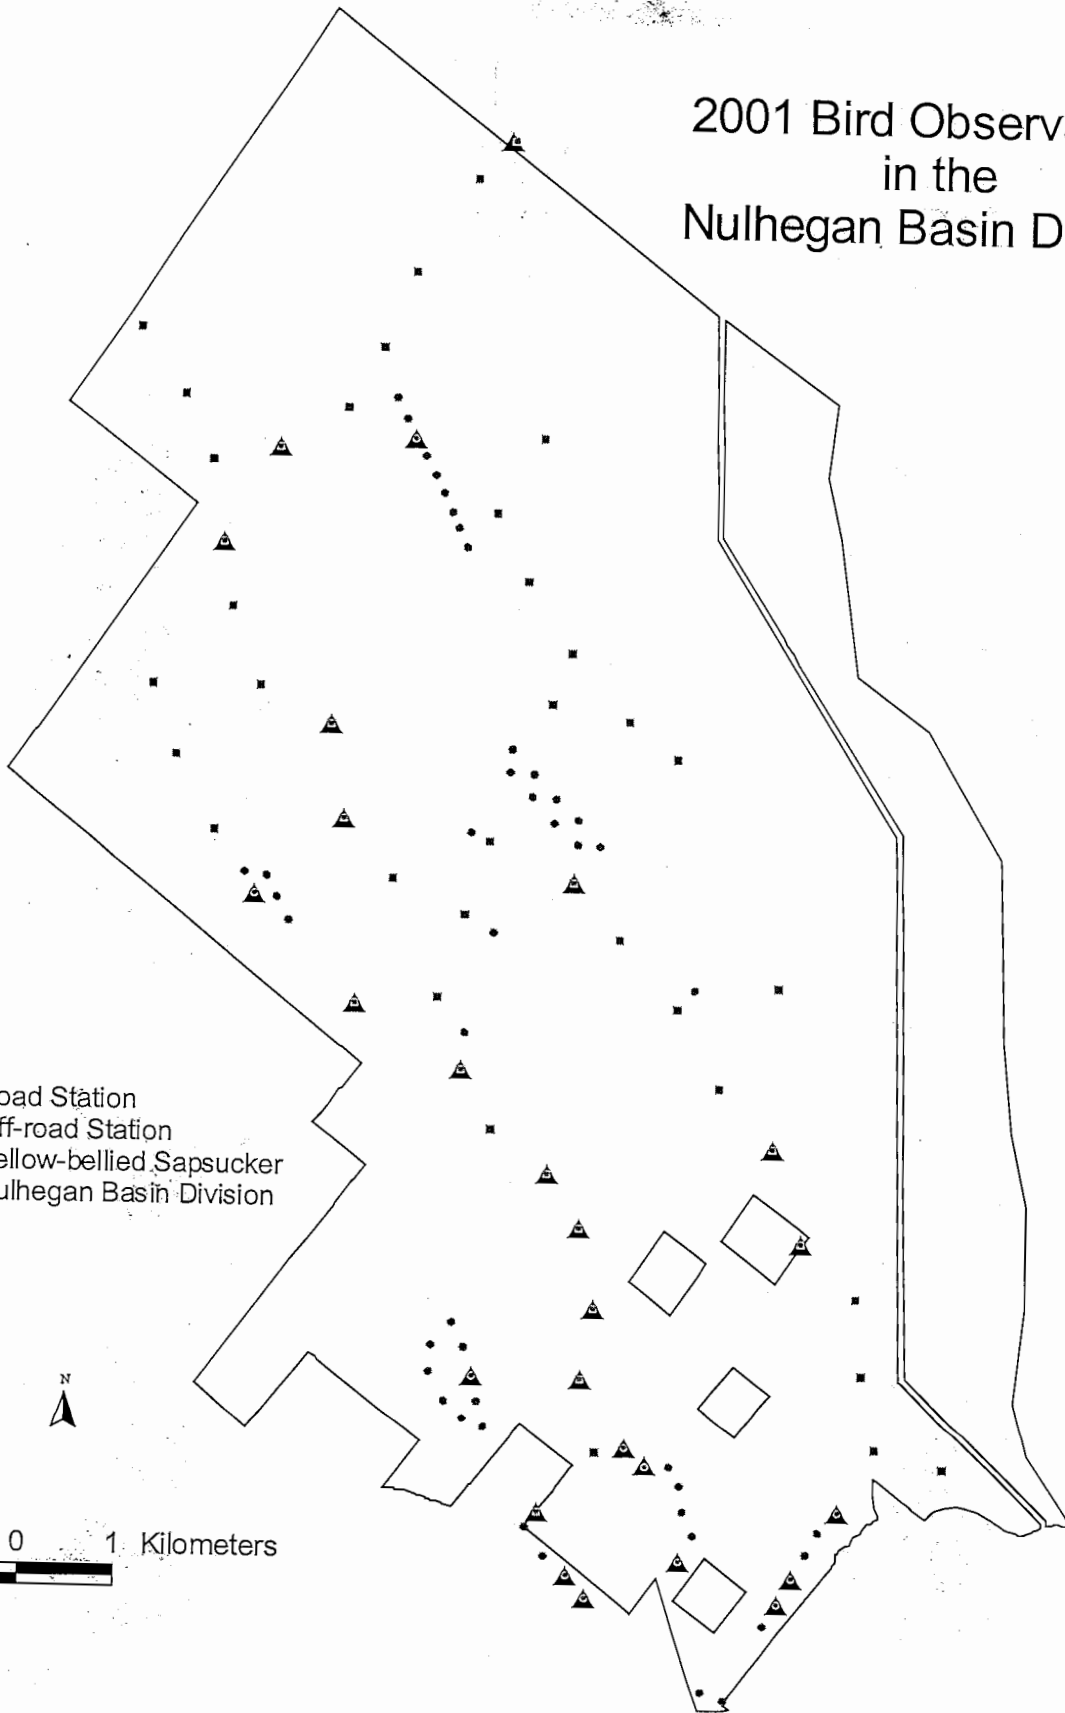 2001 Bird Observ
in the
Nulhegan Basin D
oad Station
ff-road Station
ellow-bellied Sapsucker
ulhegan Basin Division
N
0 1 Kilometers